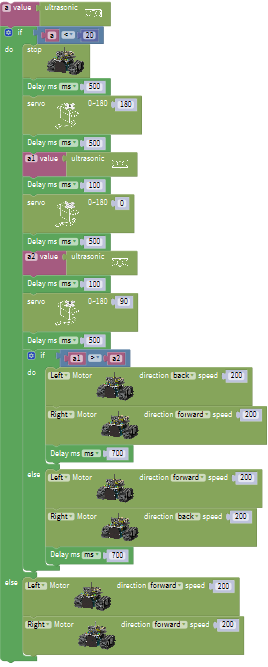 a value ultrasonic
if a < 20
do stop
Delay ms ms 500
servo 0~180 180
Delay ms ms 500
a1 value ultrasonic
Delay ms ms 100
servo 0~180 0
Delay ms ms 500
a2 value ultrasonic
Delay ms ms 100
servo 0~180 90
Delay ms ms 500
if a1 > a2
do Left Motor direction back speed 200
Right Motor direction forward speed 200
Delay ms ms 700
else Left Motor direction forward speed 200
Right Motor direction back speed 200
Delay ms ms 700
else Left Motor direction forward speed 200
Right Motor direction forward speed 200